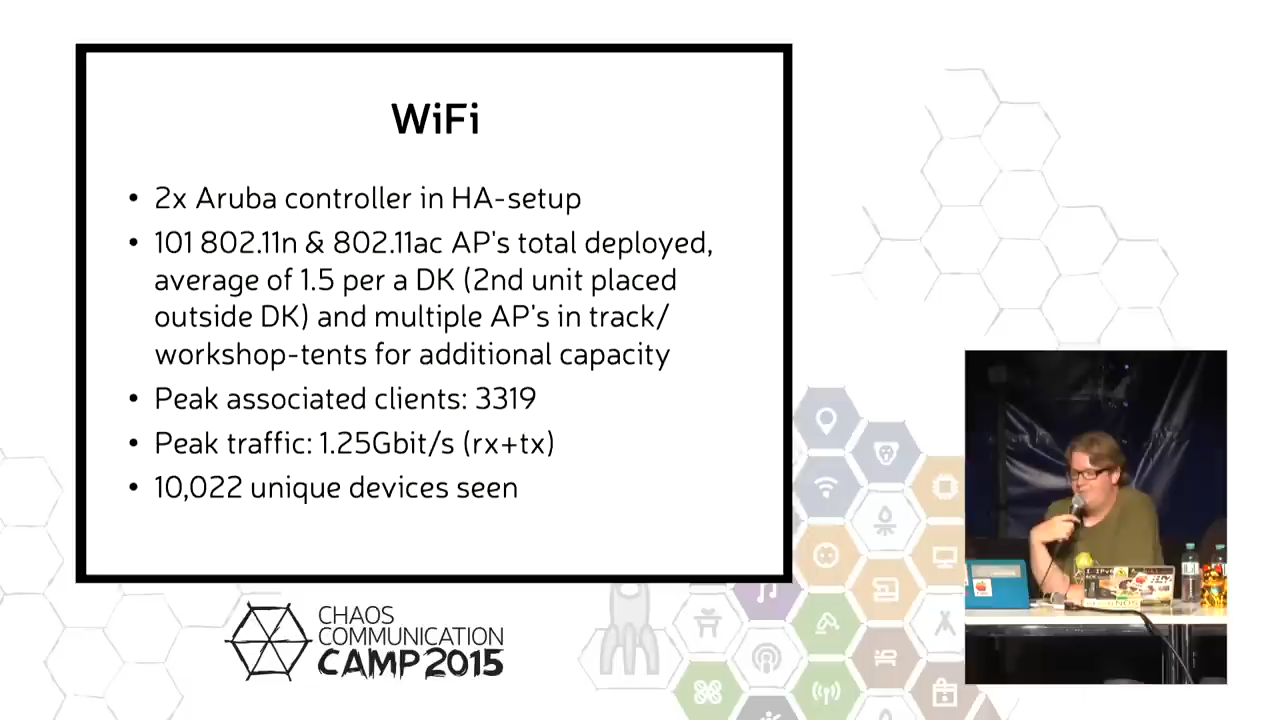 WiFi
• 2x Aruba controller in HA-setup
• 101 802.11n & 802.11ac AP's total deployed,
average of 1.5 per a DK (2nd unit placed
outside DK) and multiple AP's in track/
workshop-tents for additional capacity
• Peak associated clients: 3319
• Peak traffic: 1.25Gbit/s (rx+tx)
• 10,022 unique devices seen
CHAOS
COMMUNICATION
CAMP 2015